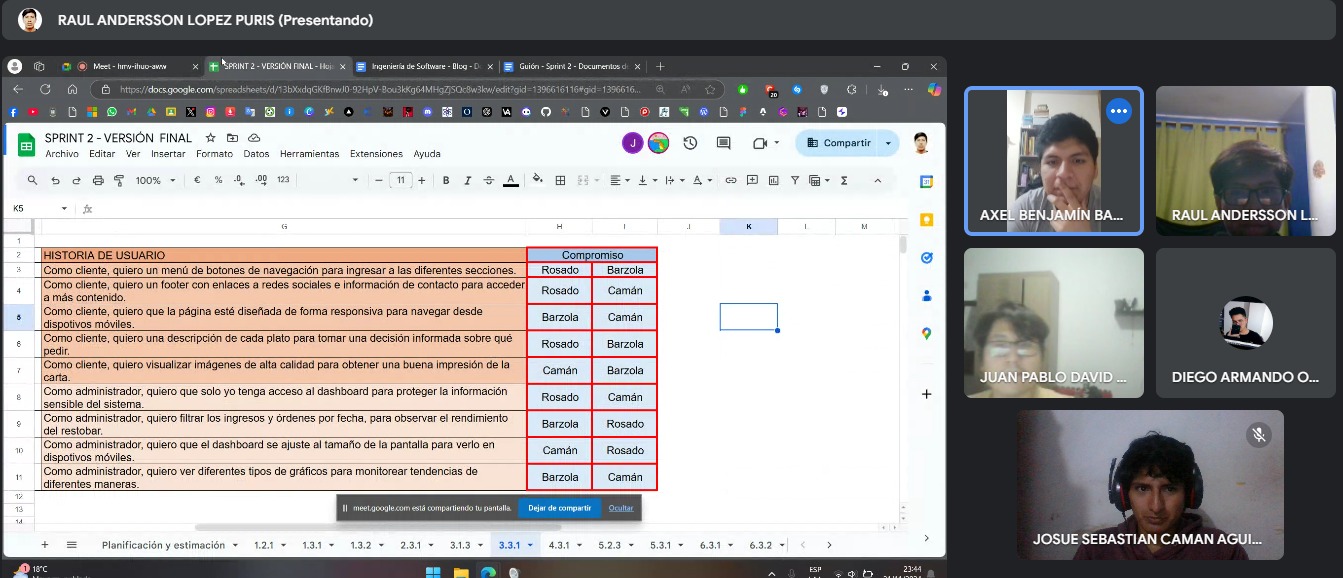 RAUL ANDERSSON LOPEZ PURIS (Presentando)
Meet - hmv-ihuo-aww
SPRINT 2 - VERSIÓN FINAL - Hoj
Ingeniería de Software - Blog - D
Guión - Sprint 2 - Documentos d
SPRINT 2 - VERSIÓN FINAL
Archivo Editar Ver Insertar Formato Datos Herramientas Extensiones Ayuda
J
Compartir
100% € % .0 .00 123 11 B I
K5 fx
G H I J K L M
1
2 HISTORIA DE USUARIO Compromiso
3 Como cliente, quiero un menú de botones de navegación para ingresar a las diferentes secciones. Rosado Barzola
4 Como cliente, quiero un footer con enlaces a redes sociales e información de contacto para acceder
a más contenido. Rosado Camán
5 Como cliente, quiero que la página esté diseñada de forma responsiva para navegar desde
dispotivos móviles. Barzola Camán
6 Como cliente, quiero una descripción de cada plato para tomar una decisión informada sobre qué
pedir. Rosado Barzola
7 Como cliente, quiero visualizar imágenes de alta calidad para obtener una buena impresión de la
carta. Camán Barzola
8 Como administrador, quiero que solo yo tenga acceso al dashboard para proteger la información
sensible del sistema. Rosado Camán
9 Como administrador, quiero filtrar los ingresos y órdenes por fecha, para observar el rendimiento
del restobar. Barzola Rosado
10 Como administrador, quiero que el dashboard se ajuste al tamaño de la pantalla para verlo en
dispotivos móviles. Camán Rosado
11 Como administrador, quiero ver diferentes tipos de gráficos para monitorear tendencias de
diferentes maneras. Barzola Camán
12
13
14
meet.google.com está compartiendo tu pantalla. Dejar de compartir Ocultar
Planificación y estimación 1.2.1 1.3.1 1.3.2 2.3.1 3.1.3 3.3.1 4.3.1 5.2.3 5.3.1 6.3.1 6.3.2
18°C
ESP
23:44
AXEL BENJAMÍN BA...
RAUL ANDERSSON L...
JUAN PABLO DAVID ...
DIEGO ARMANDO O...
JOSUE SEBASTIAN CAMAN AGUI...